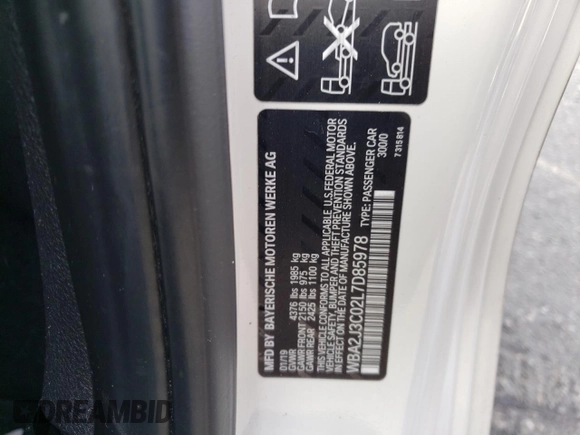 MFD BY BAYERISCHE MOTOREN WERKE AG
01/19
GVWR 4376 lbs 1985 kg
GAWR FRONT 2150 lbs 975 kg
GAWR REAR 2425 lbs 1100 kg
THIS VEHICLE CONFORMS TO ALL APPLICABLE U.S. FEDERAL MOTOR
VEHICLE SAFETY, BUMPER AND THEFT PREVENTION STANDARDS
IN EFFECT ON THE DATE OF MANUFACTURE SHOWN ABOVE.
WBA2J3C02L7D85978 TYPE: PASSENGER CAR
300/0
7 315 814
DREAMBID